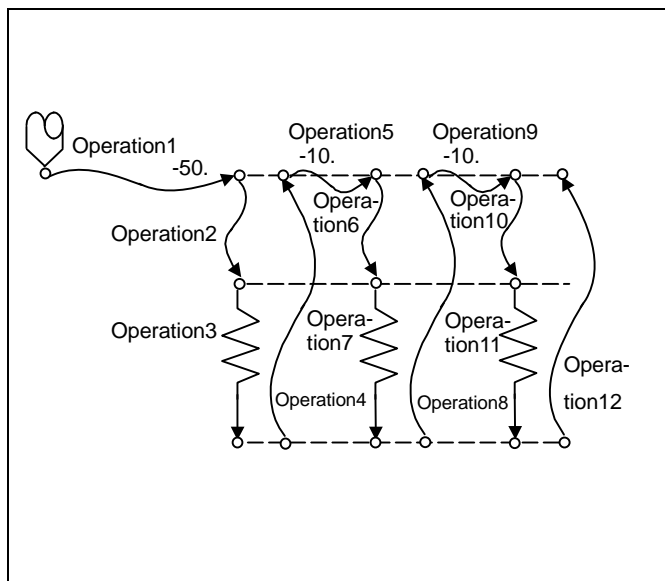 Operation1
-50.
Operation5
-10.
Operation9
-10.
Operation2
Opera-
tion6
Opera-
tion10
Operation3
Opera-
tion7
Opera-
tion11
Operation4
Operation8
Opera-
tion12